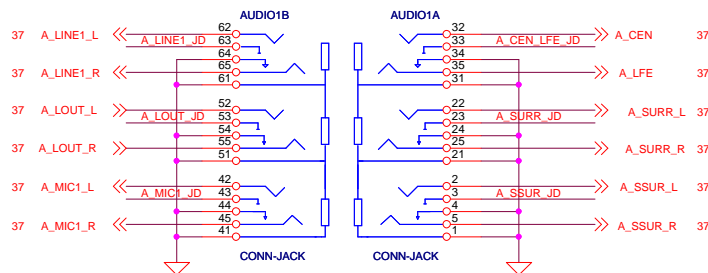 AUDIO1B AUDIO1A
37 A_LINE1_L 62 32 A_CEN 37
A_LINE1_JD 63 33 A_CEN_LFE_JD
64 34
37 A_LINE1_R 65 35 A_LFE 37
61 31
37 A_LOUT_L 52 22 A_SURR_L 37
A_LOUT_JD 53 23 A_SURR_JD
54 24
37 A_LOUT_R 55 25 A_SURR_R 37
51 21
37 A_MIC1_L 42 2 A_SSUR_L 37
A_MIC1_JD 43 3 A_SSUR_JD
44 4
37 A_MIC1_R 45 5 A_SSUR_R 37
41 1
CONN-JACK CONN-JACK